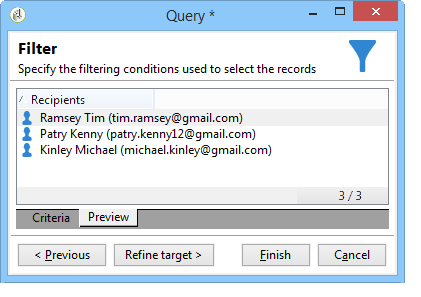 Query *
Filter
Specify the filtering conditions used to select the records
Recipients
Ramsey Tim (tim.ramsey@gmail.com)
Patry Kenny (patry.kenny12@gmail.com)
Kinley Michael (michael.kinley@gmail.com)
3 / 3
Criteria Preview
< Previous Refine target > Finish Cancel